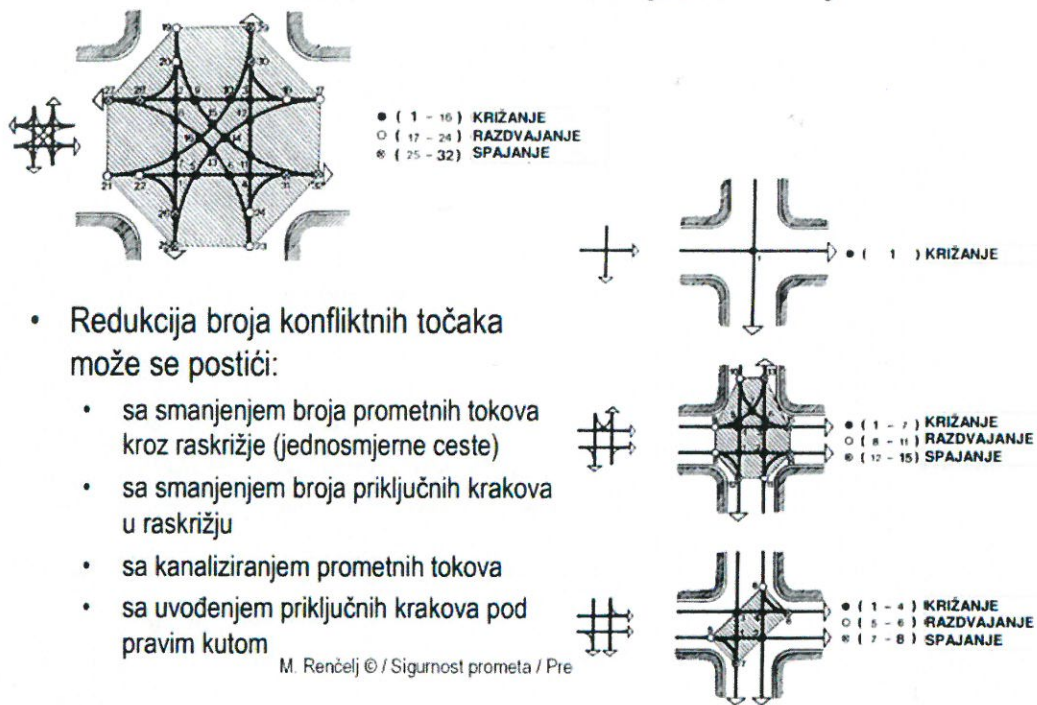 ● ( 1 - 16) KRIŽANJE
○ ( 17 - 24) RAZDVAJANJE
⊗ ( 25 - 32) SPAJANJE
● ( 1 ) KRIŽANJE
• Redukcija broja konfliktnih točaka
može se postići:
• sa smanjenjem broja prometnih tokova
kroz raskrižje (jednosmjerne ceste)
• sa smanjenjem broja priključnih krakova
u raskrižju
• sa kanaliziranjem prometnih tokova
• sa uvođenjem priključnih krakova pod
pravim kutom
● ( 1 - 7) KRIŽANJE
○ ( 8 - 11) RAZDVAJANJE
⊗ ( 12 - 15) SPAJANJE
● ( 1 - 4 ) KRIŽANJE
○ ( 5 - 6 ) RAZDVAJANJE
⊗ ( 7 - 8 ) SPAJANJE
M. Renčelj © / Sigurnost prometa / Pre